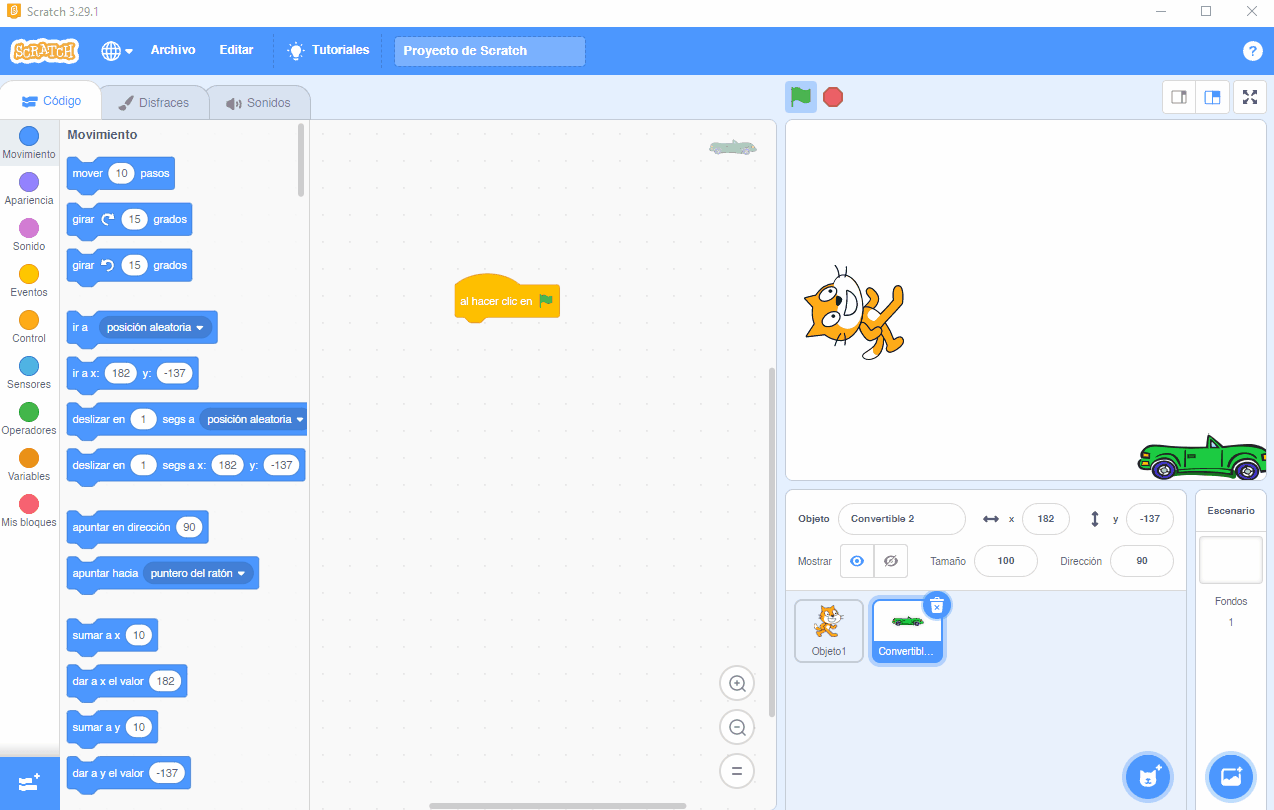 Scratch 3.29.1
SCRATCH
Archivo
Editar
Tutoriales
Proyecto de Scratch
?
Código
Disfraces
Sonidos
Movimiento
Apariencia
Sonido
Eventos
Control
Sensores
Operadores
Variables
Mis bloques
Movimiento
mover 10 pasos
girar 15 grados
girar 15 grados
ir a posición aleatoria
ir a x: 182 y: -137
deslizar en 1 segs a posición aleatoria
deslizar en 1 segs a x: 182 y: -137
apuntar en dirección 90
apuntar hacia puntero del ratón
sumar a x 10
dar a x el valor 182
sumar a y 10
dar a y el valor -137
al hacer clic en
Objeto Convertible 2 x 182 y -137
Mostrar Tamaño 100 Dirección 90
Objeto1
Convertibl...
Escenario
Fondos
1